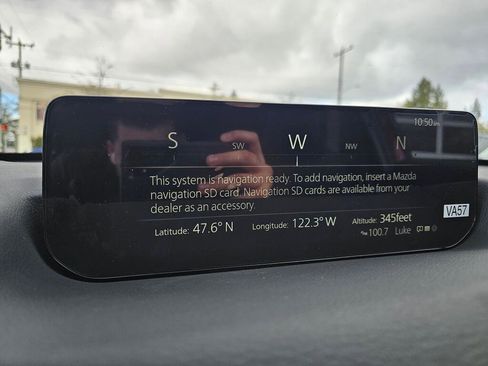 10:50
S SW W NW N
This system is navigation ready. To add navigation, insert a Mazda
navigation SD card. Navigation SD cards are available from your
dealer as an accessory.
VA57
Latitude: 47.6° N Longitude: 122.3° W Altitude: 345feet
100.7 Luke